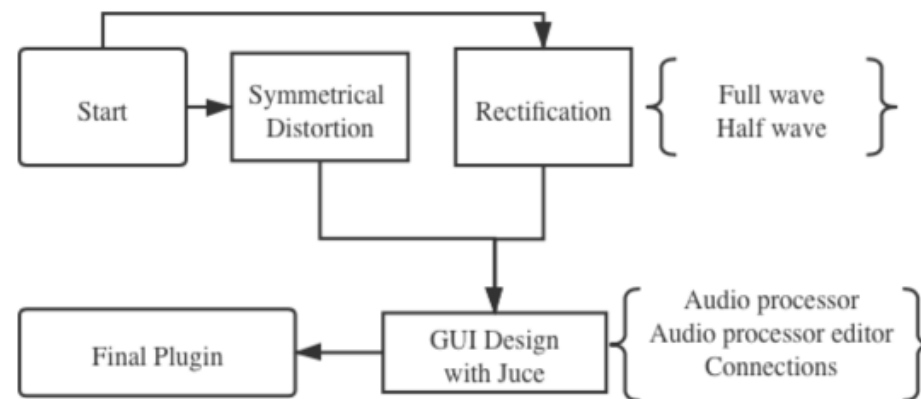 Start
Symmetrical
Distortion
Rectification
Full wave
Half wave
Final Plugin
GUI Design
with Juce
Audio processor
Audio processor editor
Connections